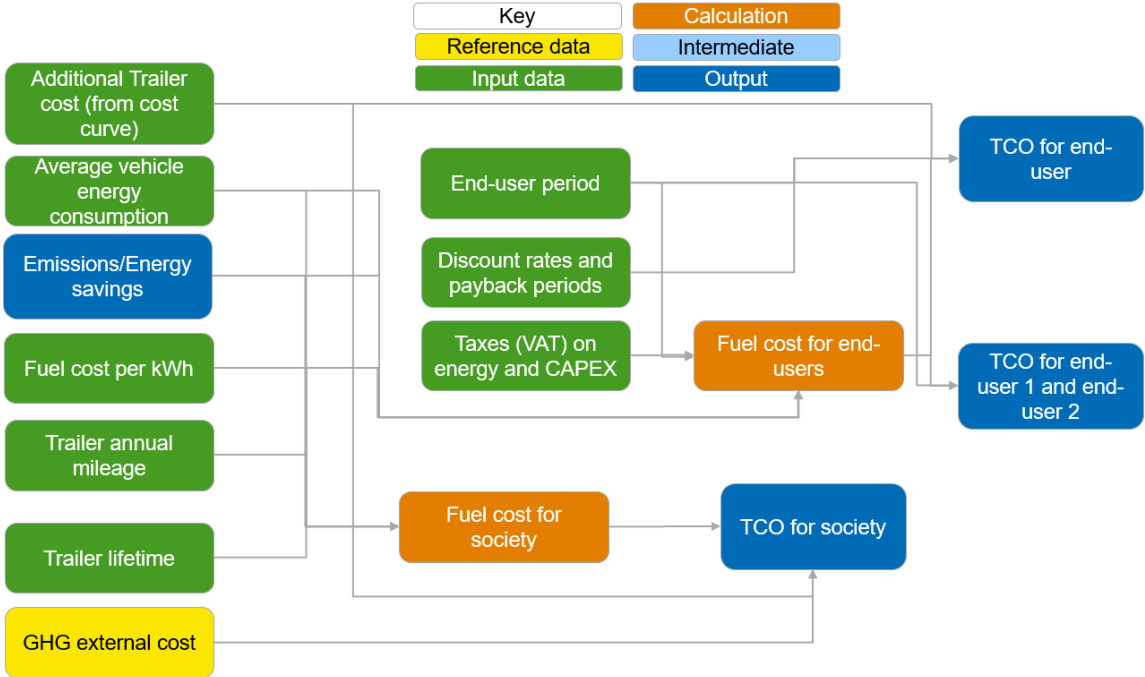 Key
Calculation
Reference data
Intermediate
Input data
Output
Additional Trailer
cost (from cost
curve)
Average vehicle
energy
consumption
Emissions/Energy
savings
Fuel cost per kWh
Trailer annual
mileage
Trailer lifetime
GHG external cost
End-user period
Discount rates and
payback periods
Taxes (VAT) on
energy and CAPEX
Fuel cost for end-
users
Fuel cost for
society
TCO for society
TCO for end-
user
TCO for end-
user 1 and end-
user 2